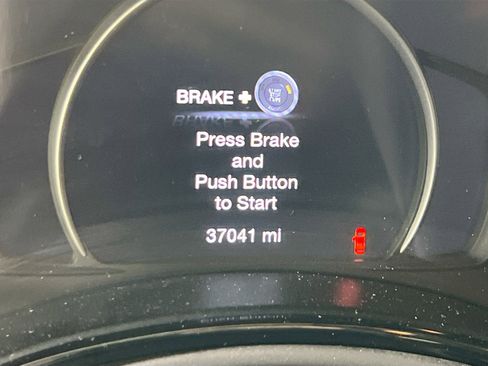 BRAKE +
Press Brake
and
Push Button
to Start
37041 mi